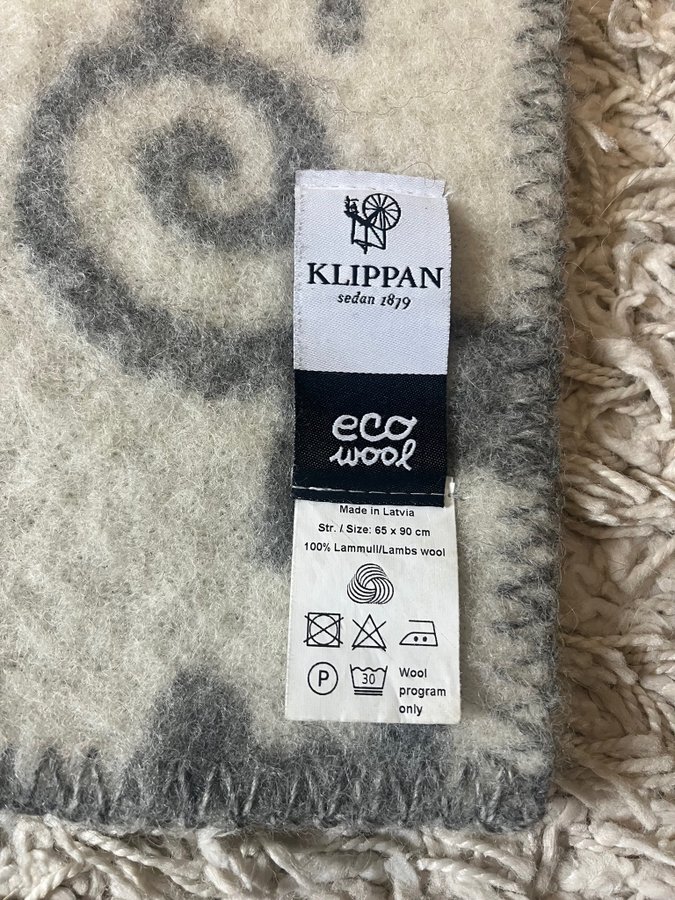 KLIPPAN
sedan 1879
eco
wool
Made in Latvia
Str. / Size: 65 x 90 cm
100% Lammull/Lambs wool
P
30
Wool
program
only